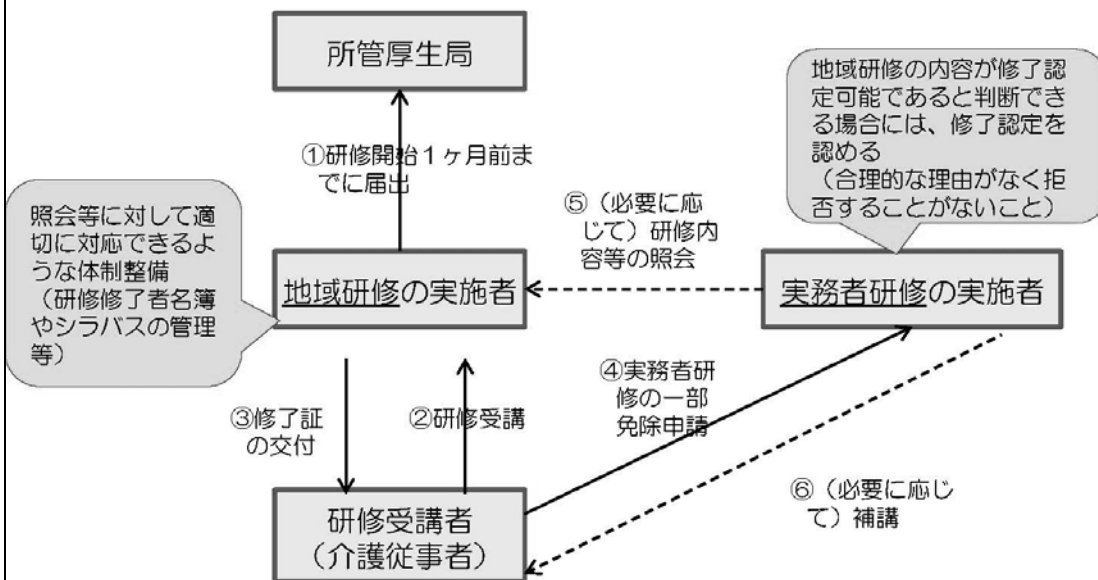 所管厚生局
①研修開始１ヶ月前ま
でに届出
地域研修の内容が修了認
定可能であると判断でき
る場合には、修了認定を
認める
（合理的な理由がなく拒
否することがないこと）
照会等に対して適
切に対応できるよ
うな体制整備
（研修修了者名簿
やシラバスの管理
等）
⑤（必要に応
じて）研修内
容等の照会
地域研修の実施者
実務者研修の実施者
③修了証
の交付
②研修受講
④実務者研
修の一部
免除申請
⑥（必要に応じ
て）補講
研修受講者
（介護従事者）